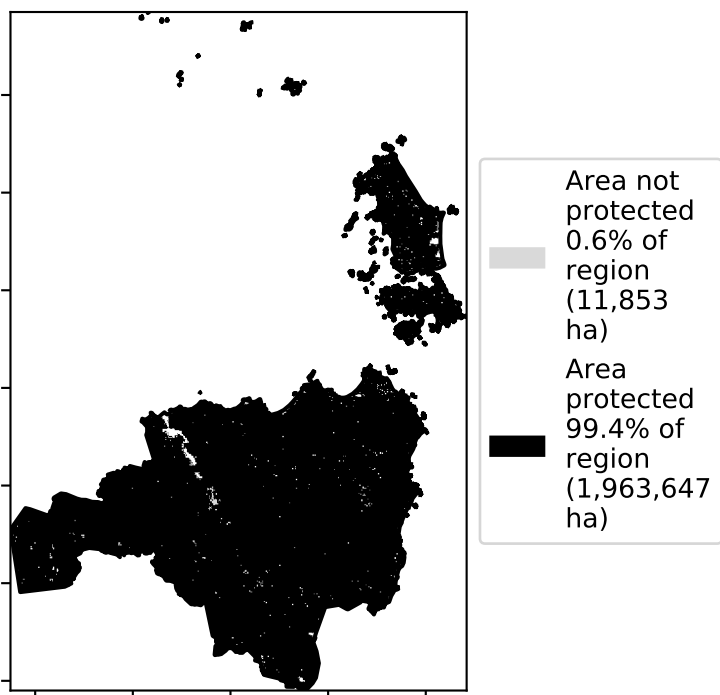 Area not
protected
0.6% of
region
(11,853
ha)
Area
protected
99.4% of
region
(1,963,647
ha)